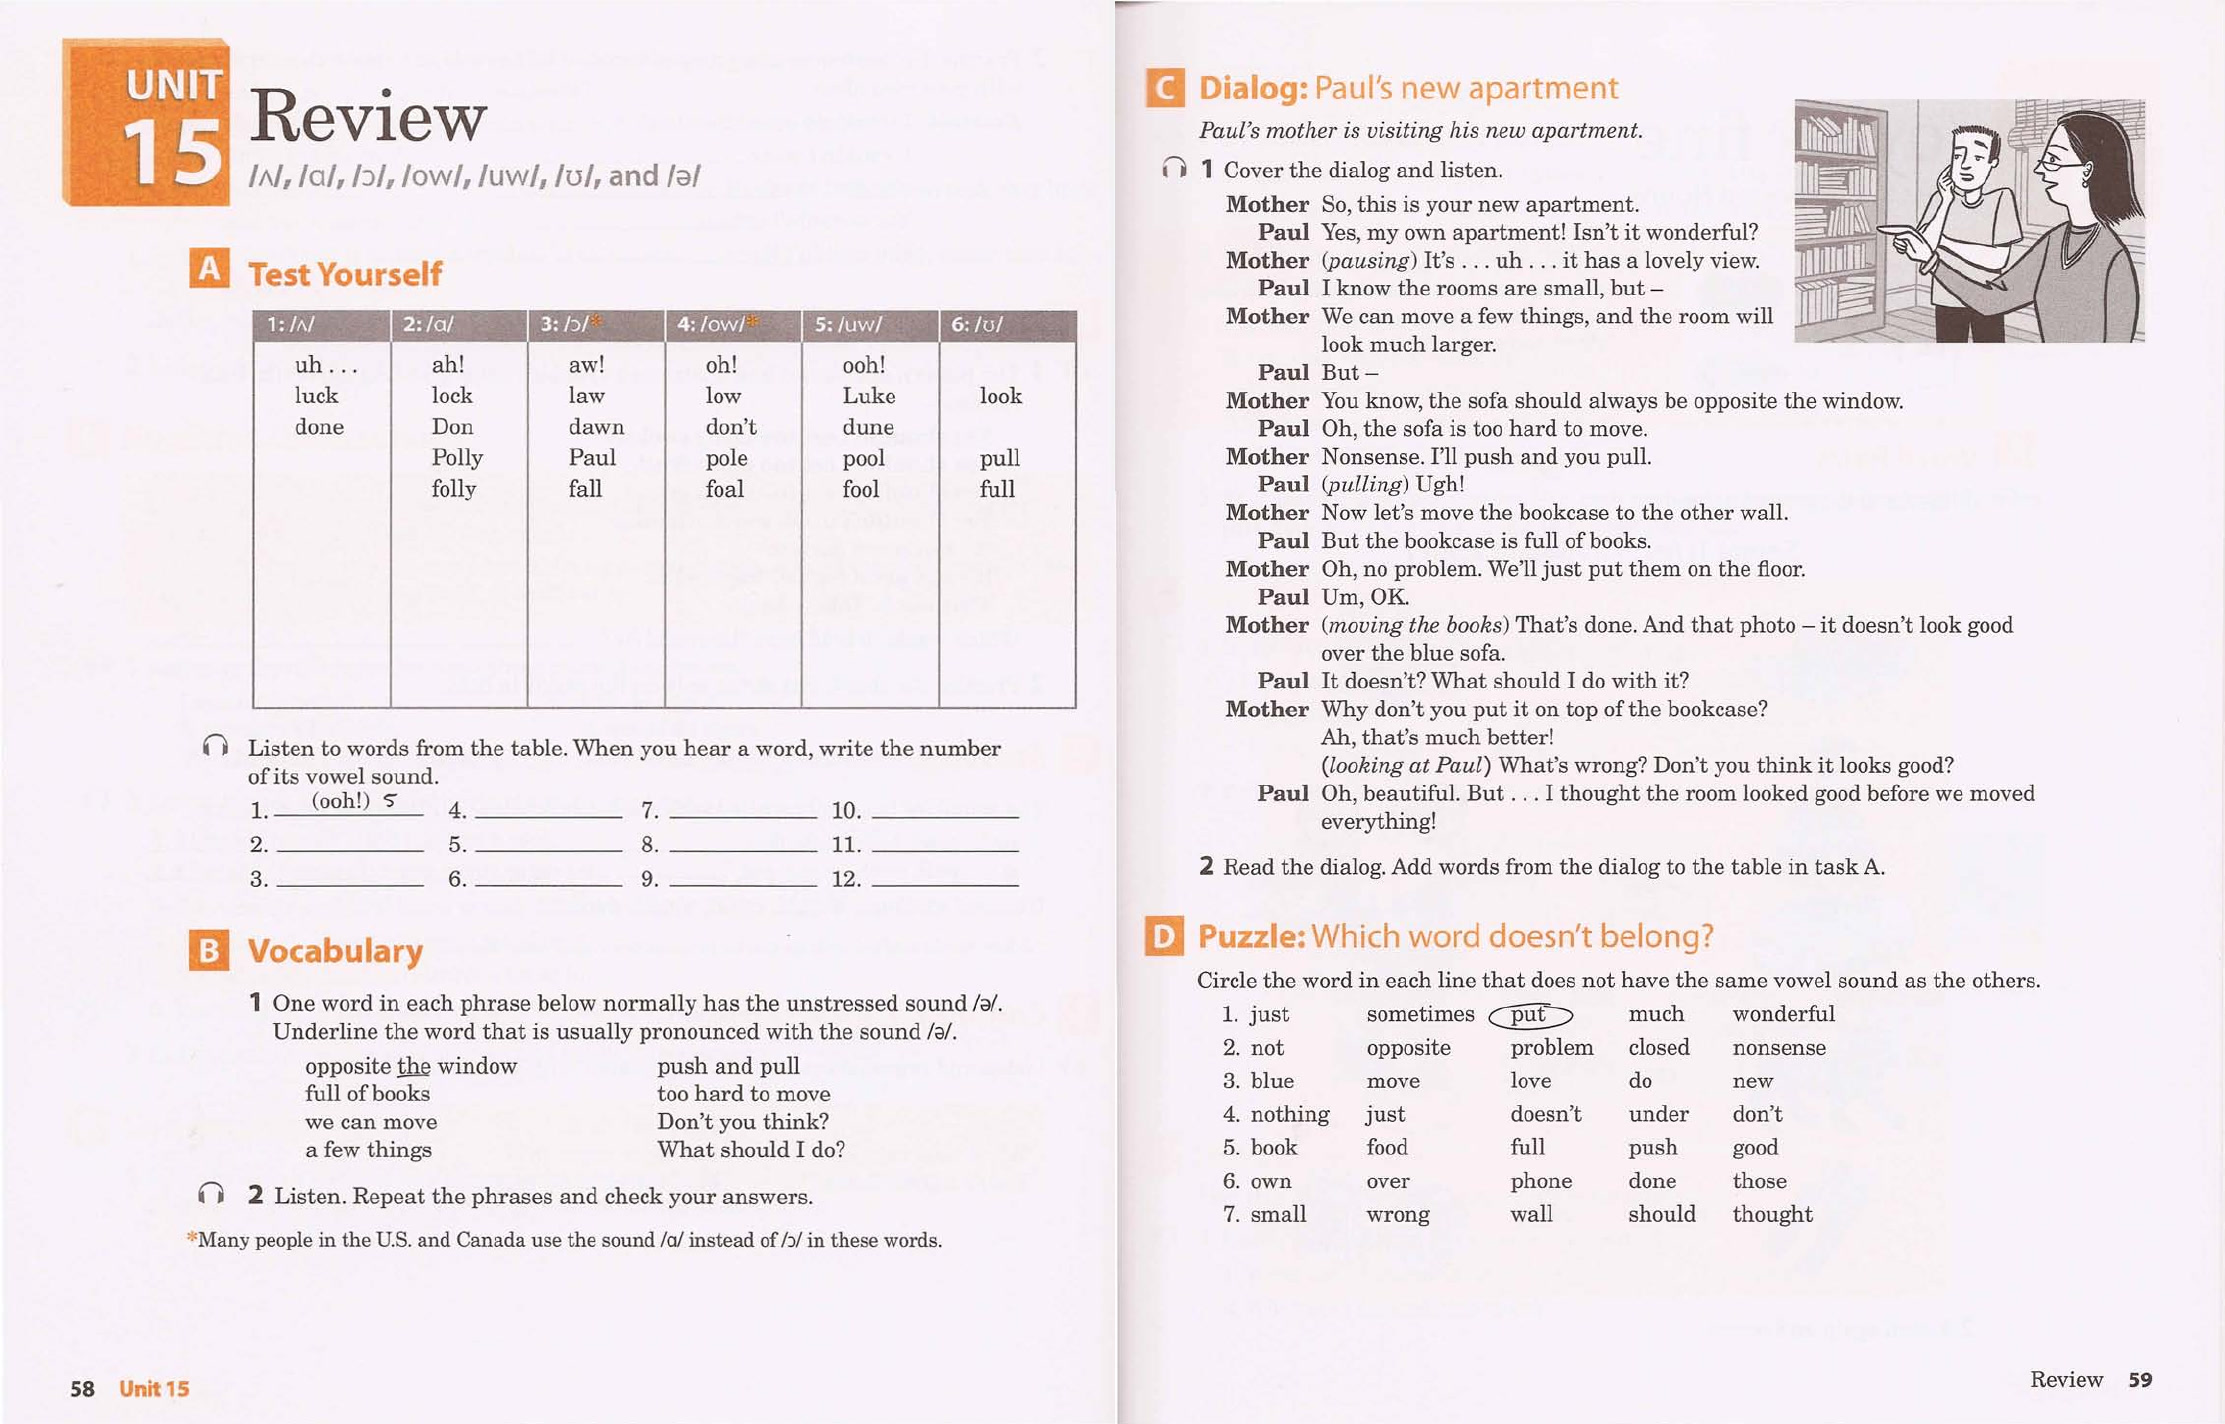 UNIT
15
Review
/ʌ/, /ɑ/, /ɔ/, /ow/, /uw/, /ʊ/, and /ə/
A Test Yourself
1: /ʌ/ 2: /ɑ/ 3: /ɔ/* 4: /ow/* 5: /uw/ 6: /ʊ/
uh . . . ah! aw! oh! ooh!
luck lock law low Luke look
done Don dawn don't dune
Polly Paul pole pool pull
folly fall foal fool full
Listen to words from the table. When you hear a word, write the number
of its vowel sound.
1. (ooh!) 5 4. 7. 10.
2. 5. 8. 11.
3. 6. 9. 12.
B Vocabulary
1 One word in each phrase below normally has the unstressed sound /ə/.
Underline the word that is usually pronounced with the sound /ə/.
opposite the window push and pull
full of books too hard to move
we can move Don't you think?
a few things What should I do?
2 Listen. Repeat the phrases and check your answers.
*Many people in the U.S. and Canada use the sound /ɑ/ instead of /ɔ/ in these words.
58 Unit 15
C Dialog: Paul's new apartment
Paul's mother is visiting his new apartment.
1 Cover the dialog and listen.
Mother So, this is your new apartment.
Paul Yes, my own apartment! Isn't it wonderful?
Mother (pausing) It's . . . uh . . . it has a lovely view.
Paul I know the rooms are small, but –
Mother We can move a few things, and the room will
look much larger.
Paul But –
Mother You know, the sofa should always be opposite the window.
Paul Oh, the sofa is too hard to move.
Mother Nonsense. I'll push and you pull.
Paul (pulling) Ugh!
Mother Now let's move the bookcase to the other wall.
Paul But the bookcase is full of books.
Mother Oh, no problem. We'll just put them on the floor.
Paul Um, OK.
Mother (moving the books) That's done. And that photo – it doesn't look good
over the blue sofa.
Paul It doesn't? What should I do with it?
Mother Why don't you put it on top of the bookcase?
Ah, that's much better!
(looking at Paul) What's wrong? Don't you think it looks good?
Paul Oh, beautiful. But . . . I thought the room looked good before we moved
everything!
2 Read the dialog. Add words from the dialog to the table in task A.
D Puzzle: Which word doesn't belong?
Circle the word in each line that does not have the same vowel sound as the others.
1. just sometimes put much wonderful
2. not opposite problem closed nonsense
3. blue move love do new
4. nothing just doesn't under don't
5. book food full push good
6. own over phone done those
7. small wrong wall should thought
Review 59